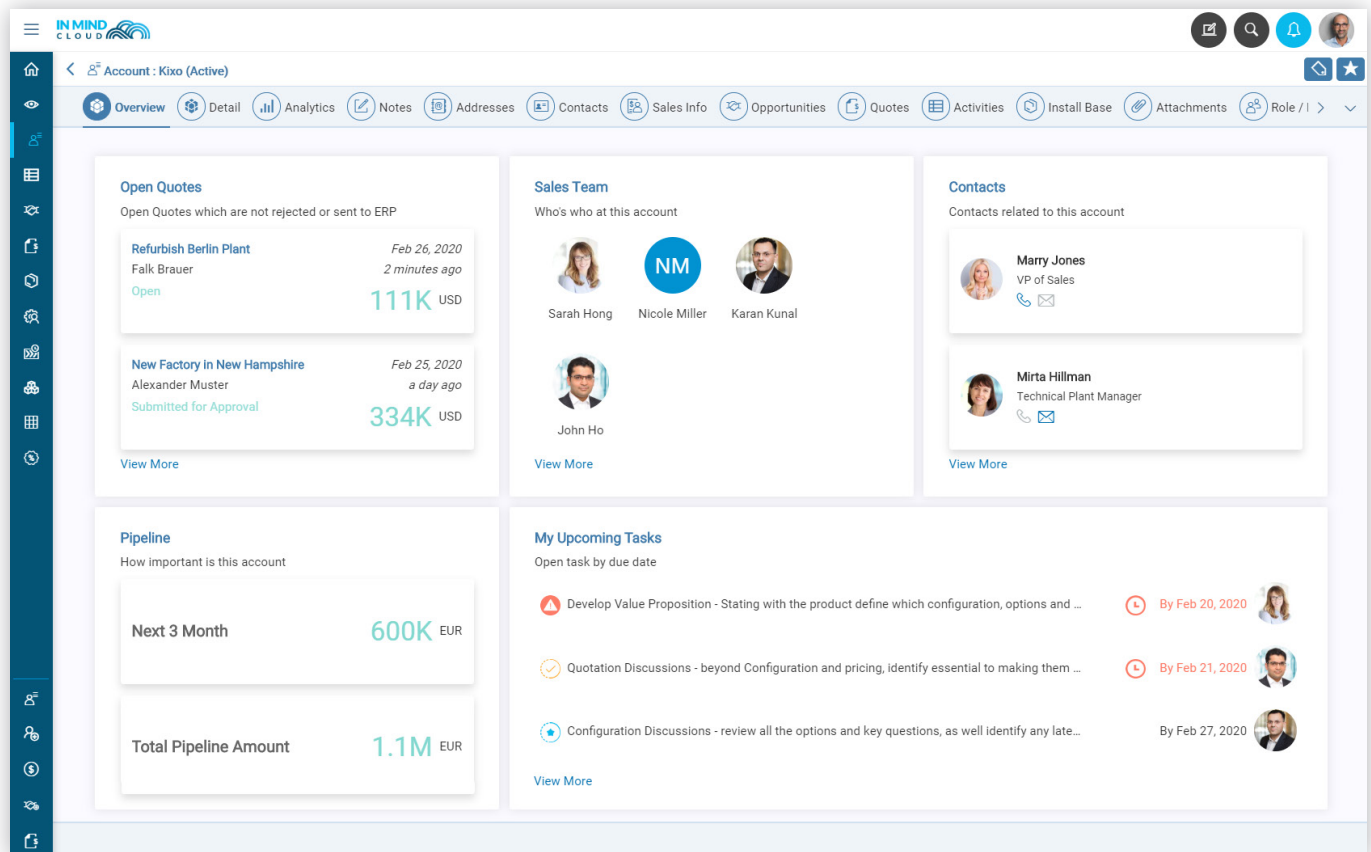 IN MIND
CLOUD
Account : Kixo (Active)
Overview
Detail
Analytics
Notes
Addresses
Contacts
Sales Info
Opportunities
Quotes
Activities
Install Base
Attachments
Role /
Open Quotes
Open Quotes which are not rejected or sent to ERP
Refurbish Berlin Plant
Feb 26, 2020
Falk Brauer
2 minutes ago
Open
111K USD
New Factory in New Hampshire
Feb 25, 2020
Alexander Muster
a day ago
Submitted for Approval
334K USD
View More
Sales Team
Who's who at this account
NM
Sarah Hong
Nicole Miller
Karan Kunal
John Ho
View More
Contacts
Contacts related to this account
Marry Jones
VP of Sales
Mirta Hillman
Technical Plant Manager
View More
Pipeline
How important is this account
Next 3 Month
600K EUR
Total Pipeline Amount
1.1M EUR
My Upcoming Tasks
Open task by due date
Develop Value Proposition - Stating with the product define which configuration, options and ...
By Feb 20, 2020
Quotation Discussions - beyond Configuration and pricing, identify essential to making them ...
By Feb 21, 2020
Configuration Discussions - review all the options and key questions, as well identify any late...
By Feb 27, 2020
View More